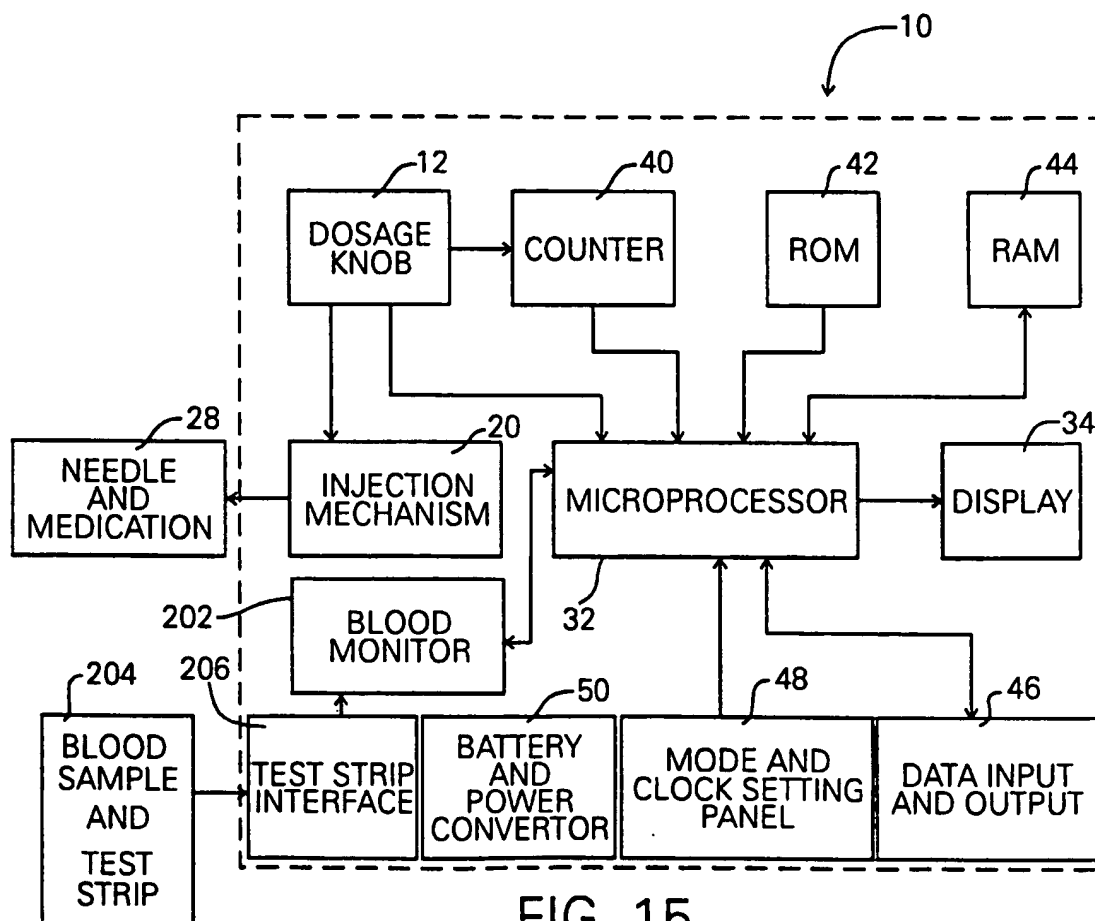 10
12
40
42
44
DOSAGE
KNOB
COUNTER
ROM
RAM
28
20
34
NEEDLE
AND
MEDICATION
INJECTION
MECHANISM
MICROPROCESSOR
DISPLAY
202
32
BLOOD
MONITOR
204
206
50
48
46
BLOOD
SAMPLE
AND
TEST
STRIP
TEST STRIP
INTERFACE
BATTERY
AND
POWER
CONVERTOR
MODE AND
CLOCK SETTING
PANEL
DATA INPUT
AND OUTPUT
FIG. 15